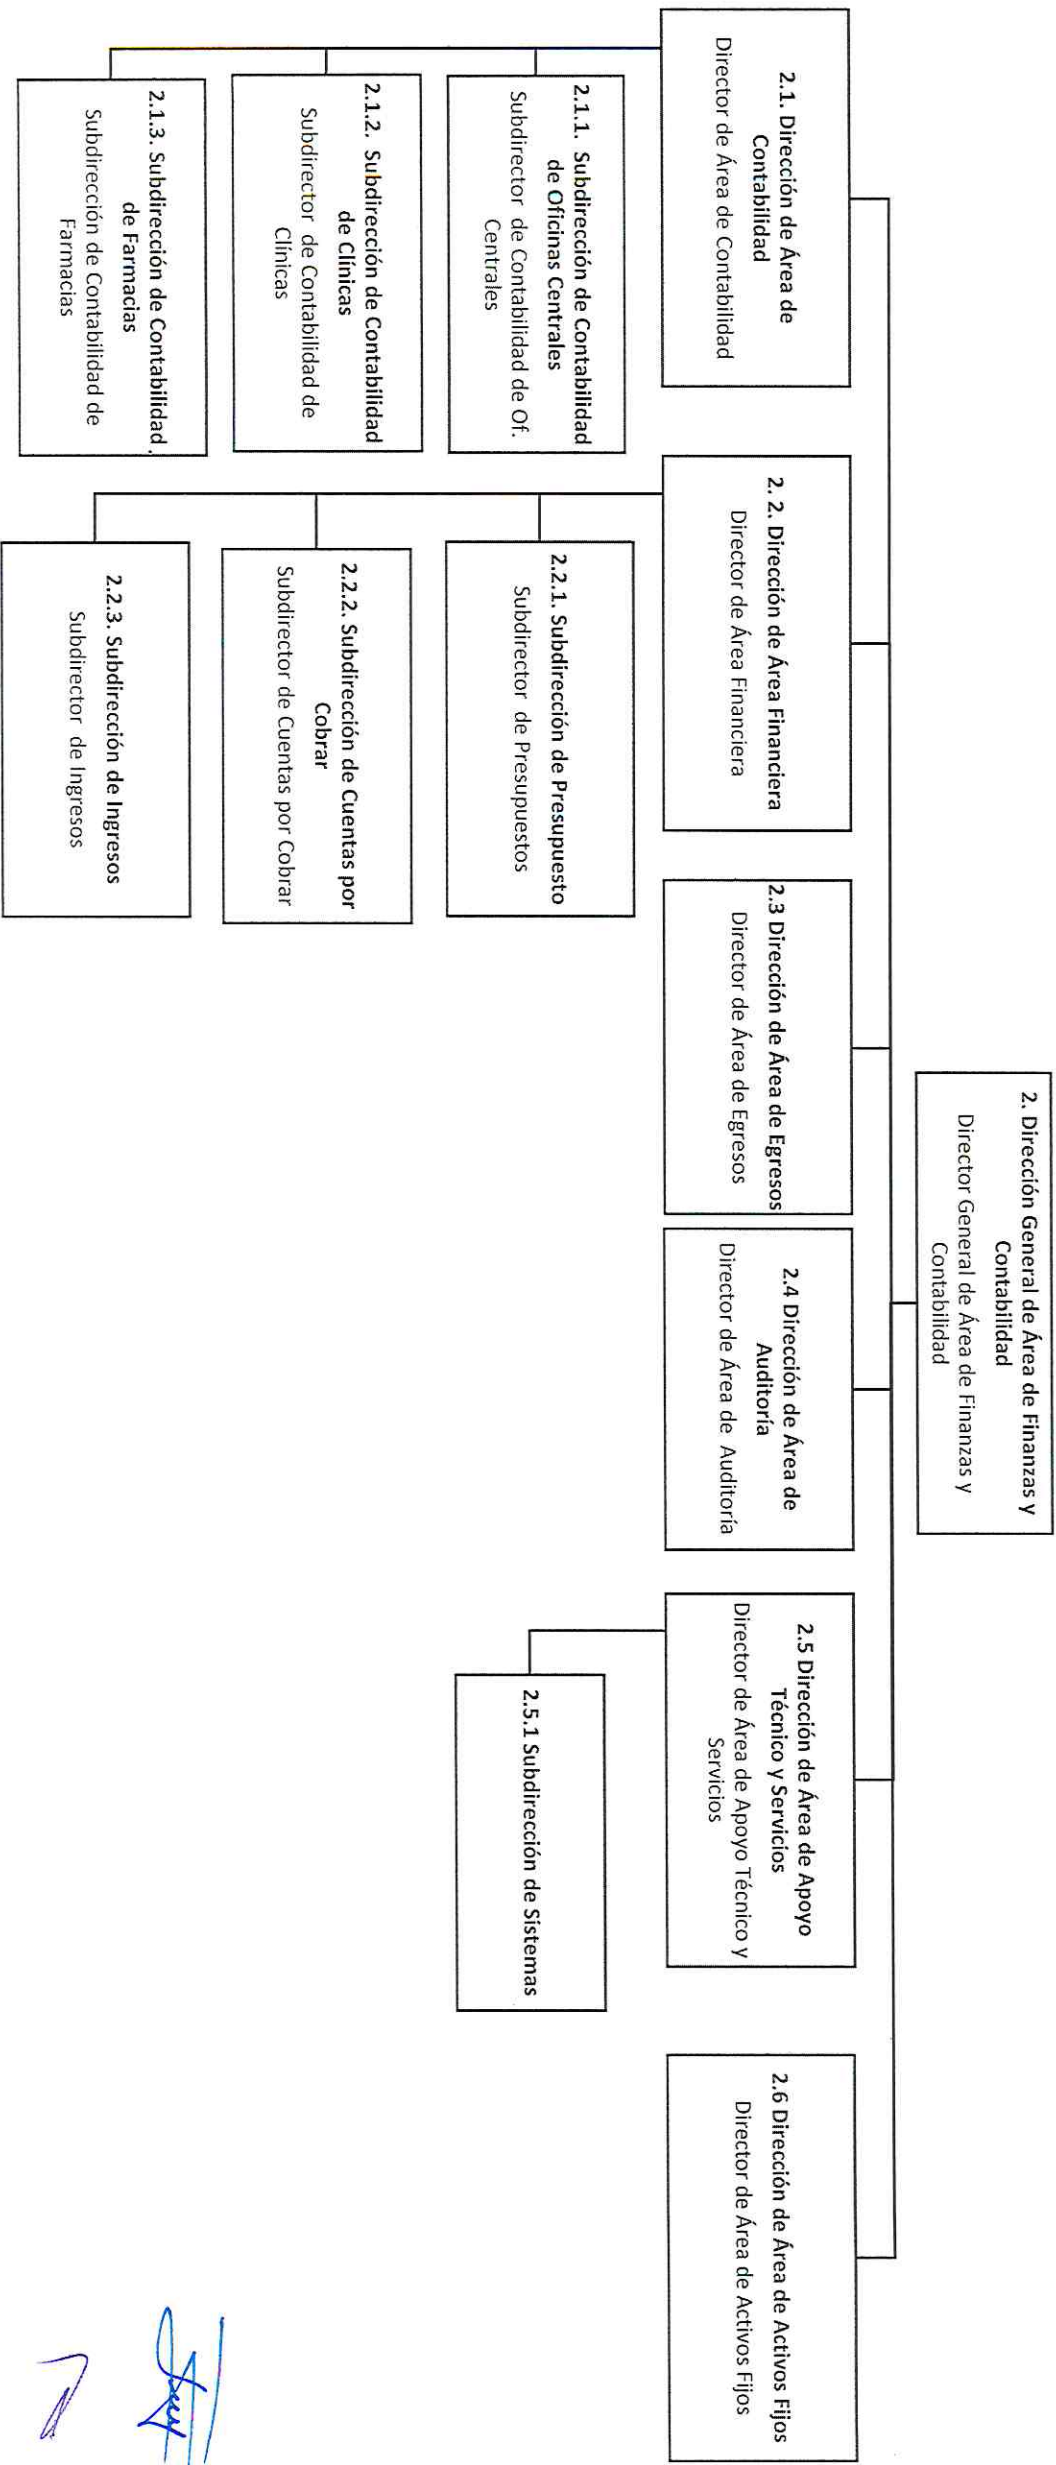 2. Dirección General de Área de Finanzas y
Contabilidad
Director General de Área de Finanzas y
Contabilidad
2.1. Dirección de Área de
Contabilidad
Director de Área de Contabilidad
2. 2. Dirección de Área Financiera
Director de Área Financiera
2.3 Dirección de Área de Egresos
Director de Área de Egresos
2.4 Dirección de Área de
Auditoría
Director de Área de Auditoría
2.5 Dirección de Área de Apoyo
Técnico y Servicios
Director de Área de Apoyo Técnico y
Servicios
2.6 Dirección de Área de Activos Fijos
Director de Área de Activos Fijos
2.1.1. Subdirección de Contabilidad
de Oficinas Centrales
Subdirector de Contabilidad de Of.
Centrales
2.1.2. Subdirección de Contabilidad
de Clínicas
Subdirector de Contabilidad de
Clínicas
2.1.3. Subdirección de Contabilidad
de Farmacias
Subdirección de Contabilidad de
Farmacias
2.2.1. Subdirección de Presupuesto
Subdirector de Presupuestos
2.2.2. Subdirección de Cuentas por
Cobrar
Subdirector de Cuentas por Cobrar
2.2.3. Subdirección de Ingresos
Subdirector de Ingresos
2.5.1 Subdirección de Sistemas